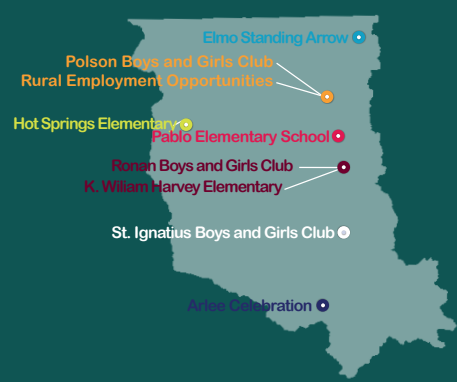 Elmo Standing Arrow
Polson Boys and Girls Club
Rural Employment Opportunities
Hot Springs Elementary
Pablo Elementary School
Ronan Boys and Girls Club
K. Wiliam Harvey Elementary
St. Ignatius Boys and Girls Club
Arlee Celebration